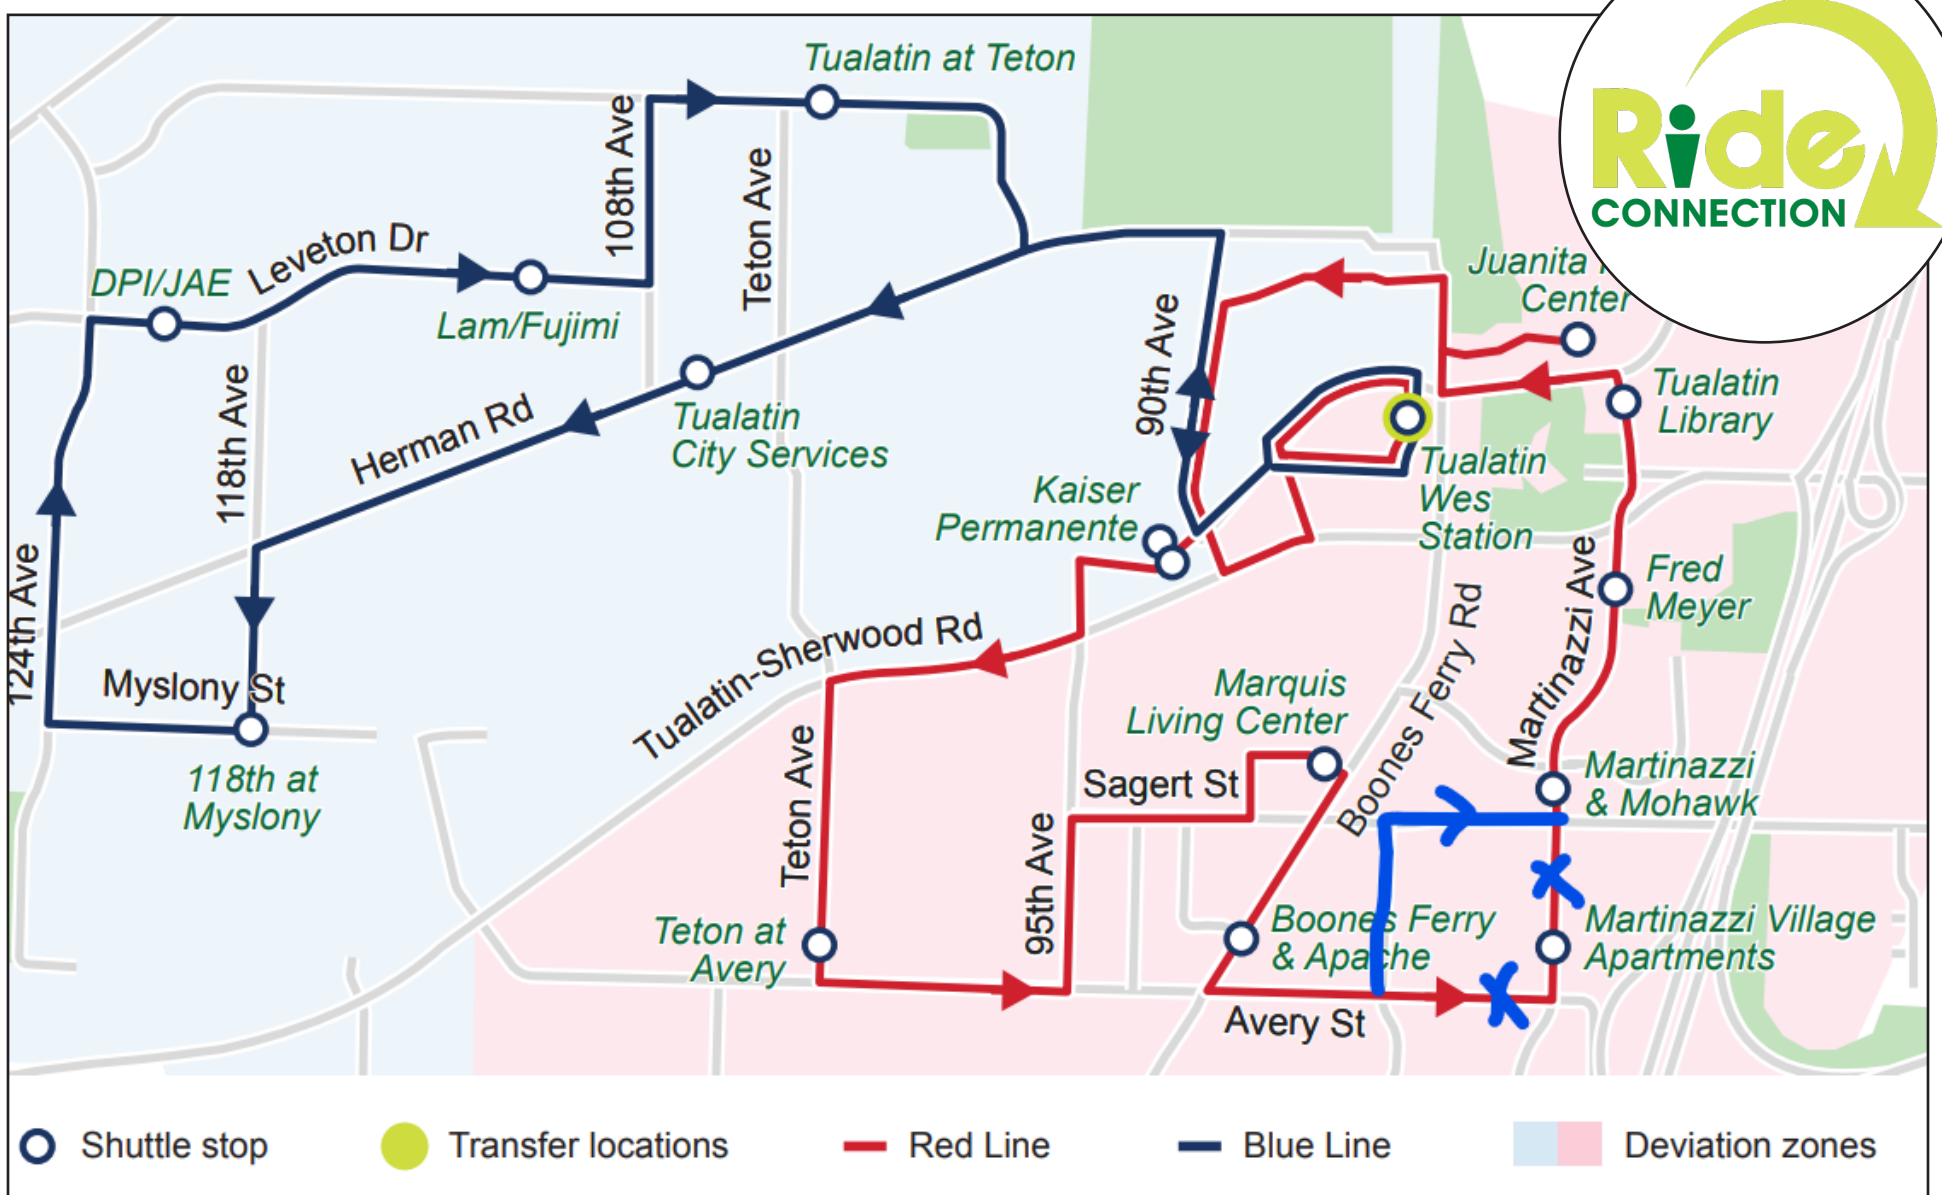 Tualatin at Teton
Ride
CONNECTION
108th Ave
Teton Ave
Leveton Dr
DPI/JAE
Lam/Fujimi
Juanita
Center
118th Ave
90th Ave
Herman Rd
Tualatin
City Services
Tualatin
Library
Kaiser
Permanente
Tualatin
Wes
Station
124th Ave
Fred
Meyer
Martinazzi Ave
Boones Ferry Rd
Tualatin-Sherwood Rd
Myslony St
118th at
Myslony
Marquis
Living Center
Sagert St
Martinazzi
& Mohawk
Teton Ave
95th Ave
Teton at
Avery
Boones Ferry
& Apache
Martinazzi Village
Apartments
Avery St
Shuttle stop
Transfer locations
Red Line
Blue Line
Deviation zones